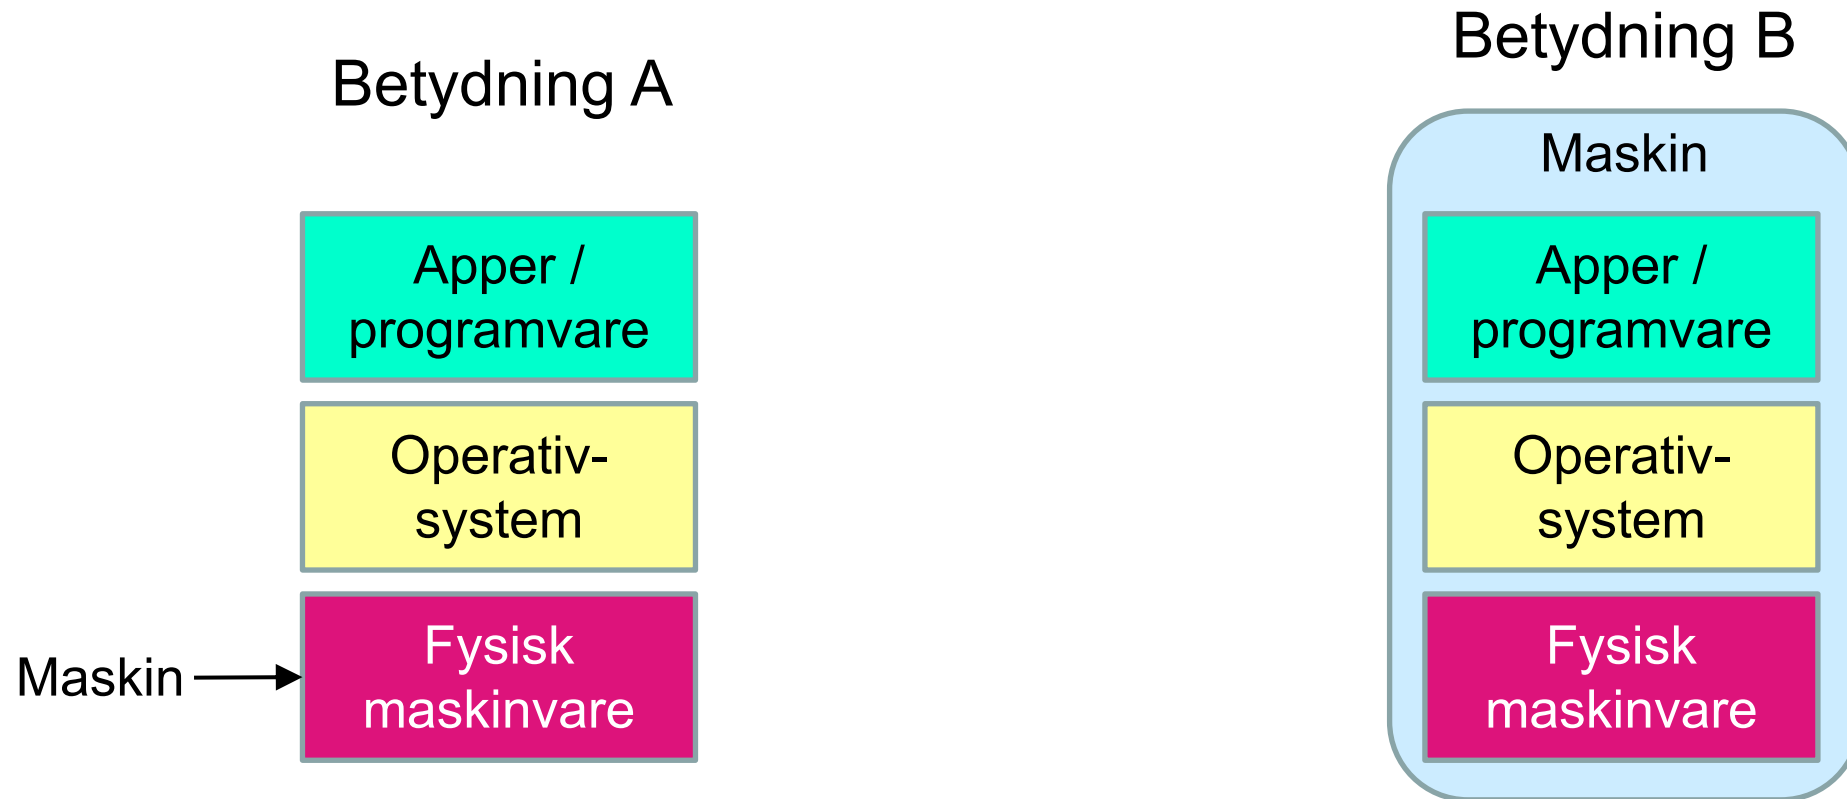 Betydning A
Apper /
programvare
Operativ-
system
Maskin
Fysisk
maskinvare
Betydning B
Maskin
Apper /
programvare
Operativ-
system
Fysisk
maskinvare